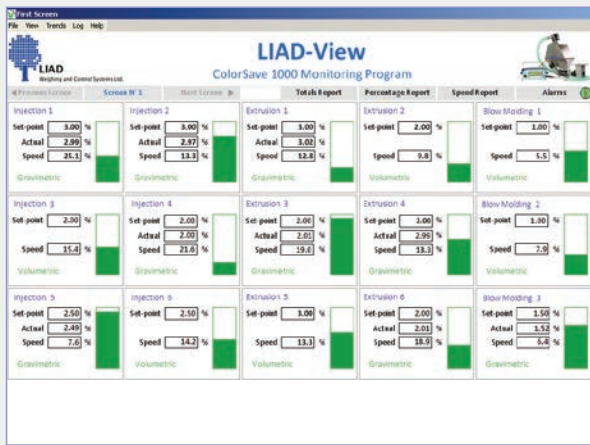 First Screen
File View Trends Log Help
LIAD
Weighing and Control Systems Ltd.
LIAD-View
ColorSave 1000 Monitoring Program
Previous Screen Screen Nº 1 Next Screen Totals Report Percentage Report Speed Report Alarms
Injection 1 Injection 2 Extrusion 1 Extrusion 2 Blow Molding 1
Set-point 3.00 % Set-point 3.00 % Set-point 3.00 % Set-point 2.00 % Set-point 1.00 %
Actual 2.99 % Actual 2.97 % Actual 3.02 %
Speed 25.1 % Speed 13.3 % Speed 12.8 % Speed 9.8 % Speed 5.5 %
Gravimetric Gravimetric Gravimetric Volumetric Volumetric
Injection 3 Injection 4 Extrusion 3 Extrusion 4 Blow Molding 2
Set-point 2.00 % Set-point 2.00 % Set-point 2.00 % Set-point 3.00 % Set-point 1.00 %
Actual 2.00 % Actual 2.01 % Actual 2.99 %
Speed 15.4 % Speed 21.6 % Speed 19.0 % Speed 13.3 % Speed 7.9 %
Volumetric Gravimetric Gravimetric Gravimetric Volumetric
Injection 5 Injection 6 Extrusion 5 Extrusion 6 Blow Molding 3
Set-point 2.50 % Set-point 2.50 % Set-point 3.00 % Set-point 2.00 % Set-point 1.50 %
Actual 2.49 % Actual 2.01 % Actual 1.52 %
Speed 7.6 % Speed 14.2 % Speed 13.3 % Speed 18.9 % Speed 6.4 %
Gravimetric Volumetric Volumetric Gravimetric Gravimetric